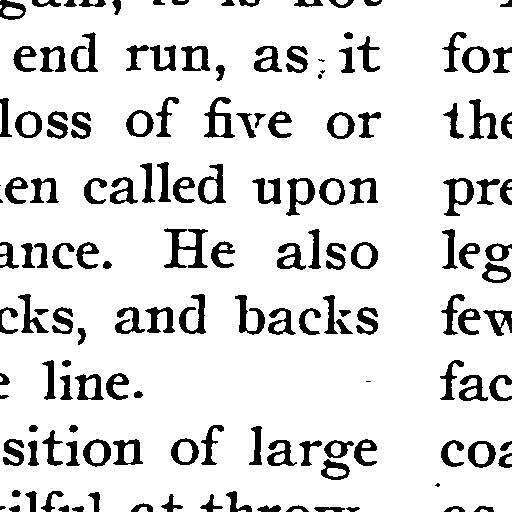 end run, as it
loss of five or
en called upon
ance. He also
cks, and backs
e line.
sition of large
for
the
pre
leg
few
fac
coa